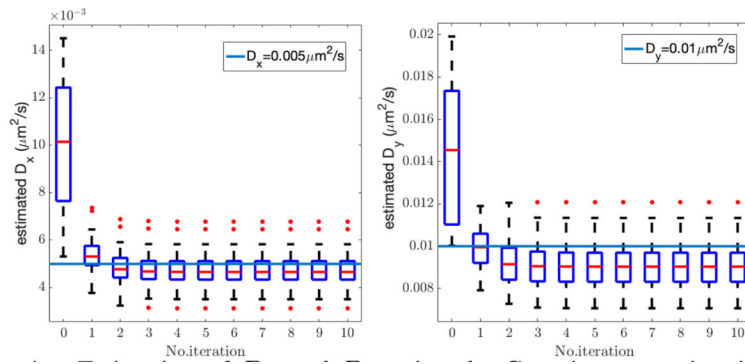 ×10⁻³
14
12
10
8
6
4
estimated Dₓ (μm²/s)
Dₓ=0.005μm²/s
0 1 2 3 4 5 6 7 8 9 10
No.iteration
0.02
0.018
0.016
0.014
0.012
0.01
0.008
estimated D_y (μm²/s)
D_y=0.01μm²/s
0 1 2 3 4 5 6 7 8 9 10
No.iteration